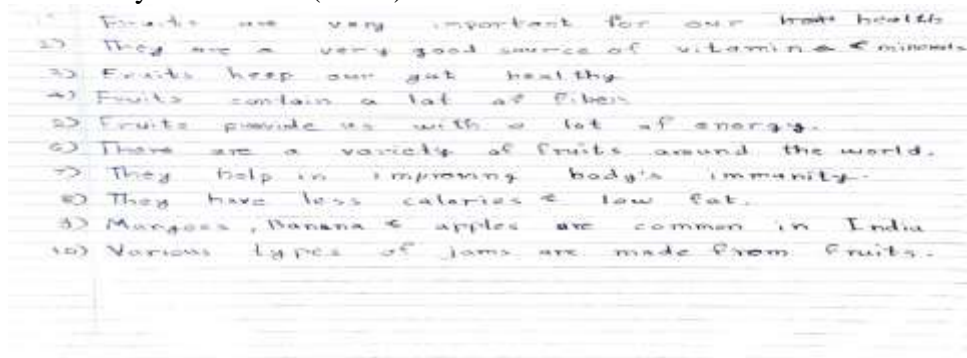 1) Fruits are very important for our health
2) They are a very good source of vitamins & minerals
3) Fruits keep our gut healthy
4) Fruits contain a lot of fiber.
5) Fruits provide us with a lot of energy.
6) There are a variety of fruits around the world.
7) They help in improving body's immunity.
8) They have less calories & low fat.
9) Mangoes, Banana & apples are common in India
10) Various types of jams are made from fruits.